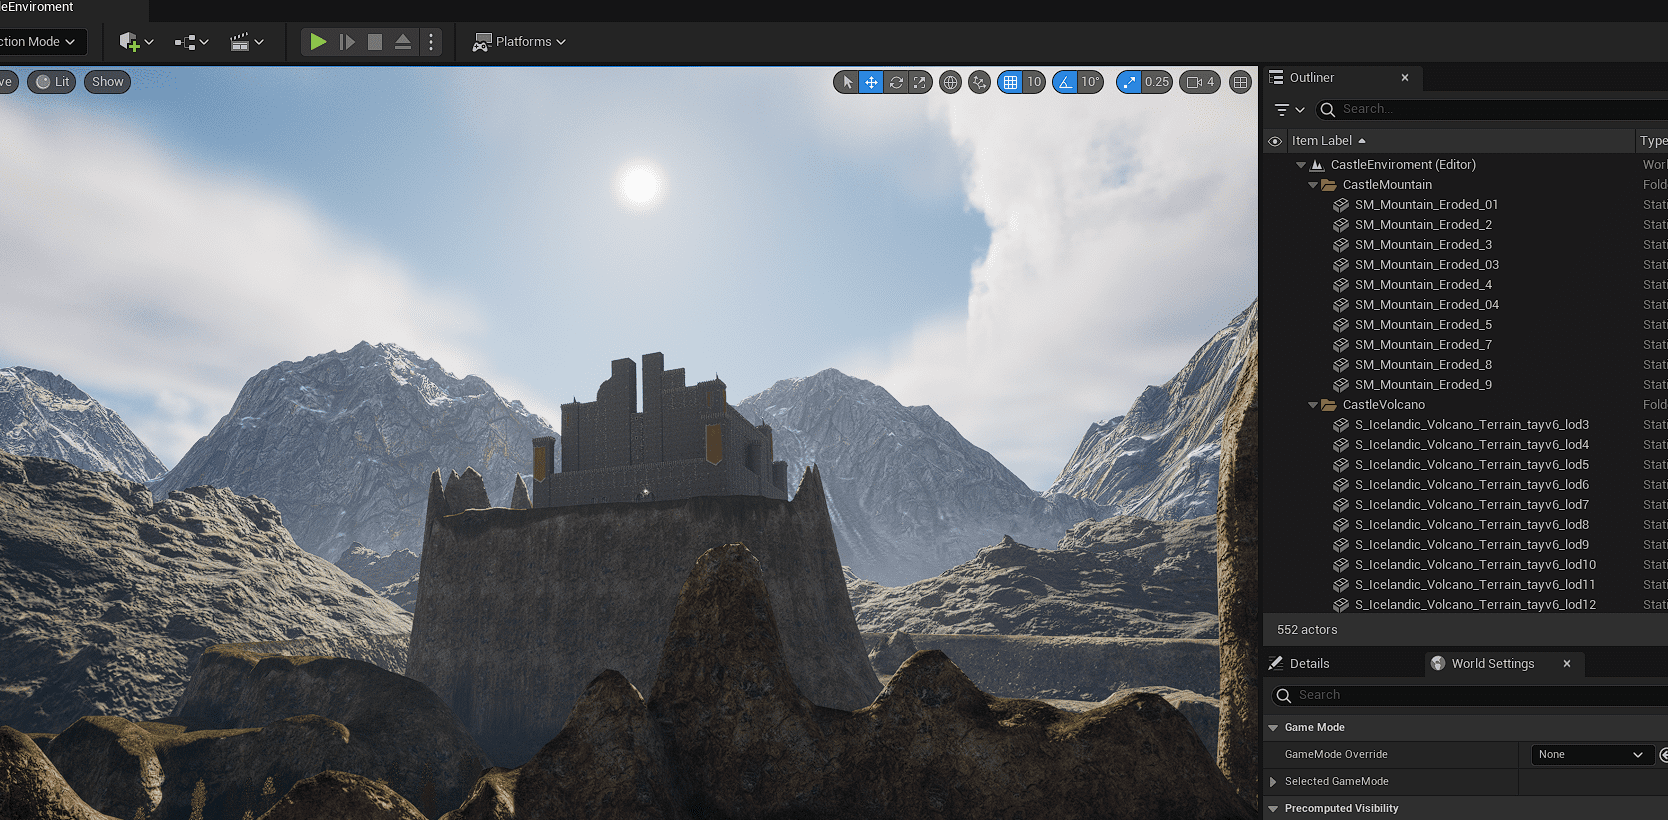 leEnviroment
ction Mode
Platforms
ve
Lit
Show
10
10°
0.25
4
Outliner
Search...
Item Label
Type
CastleEnviroment (Editor)
Worl
CastleMountain
Fold
SM_Mountain_Eroded_01
Stati
SM_Mountain_Eroded_2
Stati
SM_Mountain_Eroded_3
Stati
SM_Mountain_Eroded_03
Stati
SM_Mountain_Eroded_4
Stati
SM_Mountain_Eroded_04
Stati
SM_Mountain_Eroded_5
Stati
SM_Mountain_Eroded_7
Stati
SM_Mountain_Eroded_8
Stati
SM_Mountain_Eroded_9
Stati
CastleVolcano
Fold
S_Icelandic_Volcano_Terrain_tayv6_lod3
Stati
S_Icelandic_Volcano_Terrain_tayv6_lod4
Stati
S_Icelandic_Volcano_Terrain_tayv6_lod5
Stati
S_Icelandic_Volcano_Terrain_tayv6_lod6
Stati
S_Icelandic_Volcano_Terrain_tayv6_lod7
Stati
S_Icelandic_Volcano_Terrain_tayv6_lod8
Stati
S_Icelandic_Volcano_Terrain_tayv6_lod9
Stati
S_Icelandic_Volcano_Terrain_tayv6_lod10
Stati
S_Icelandic_Volcano_Terrain_tayv6_lod11
Stati
S_Icelandic_Volcano_Terrain_tayv6_lod12
Stati
552 actors
Details
World Settings
Search
Game Mode
GameMode Override
None
Selected GameMode
Precomputed Visibility